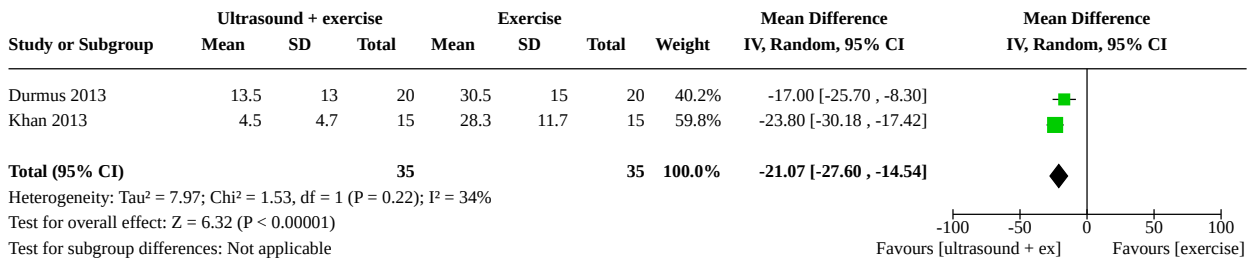 Ultrasound + exercise Exercise Mean Difference Mean Difference
Study or Subgroup Mean SD Total Mean SD Total Weight IV, Random, 95% CI IV, Random, 95% CI
Durmus 2013 13.5 13 20 30.5 15 20 40.2% -17.00 [-25.70 , -8.30]
Khan 2013 4.5 4.7 15 28.3 11.7 15 59.8% -23.80 [-30.18 , -17.42]
Total (95% CI) 35 35 100.0% -21.07 [-27.60 , -14.54]
Heterogeneity: Tau² = 7.97; Chi² = 1.53, df = 1 (P = 0.22); I² = 34%
Test for overall effect: Z = 6.32 (P < 0.00001)
Test for subgroup differences: Not applicable
-100 -50 0 50 100
Favours [ultrasound + ex] Favours [exercise]